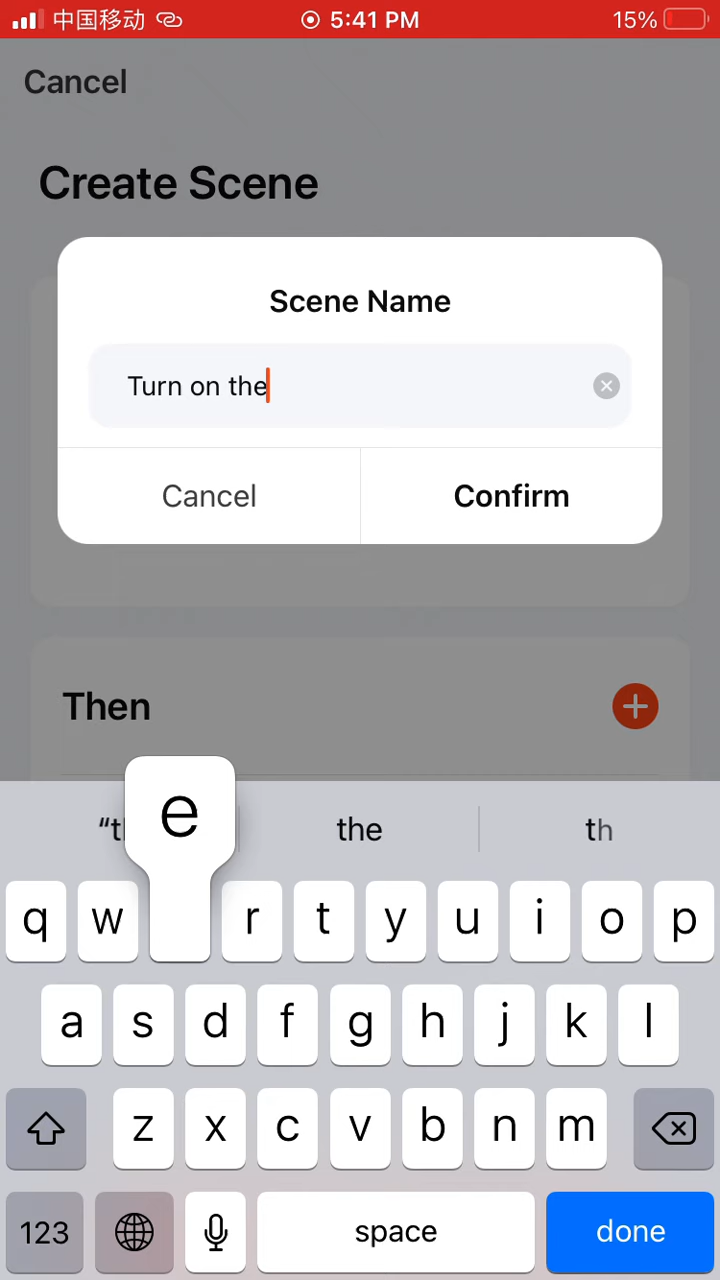 中国移动 5:41 PM 15%
Cancel
Create Scene
Scene Name
Turn on the
Cancel Confirm
Then
e
the th
q w r t y u i o p
a s d f g h j k l
z x c v b n m
123 space done